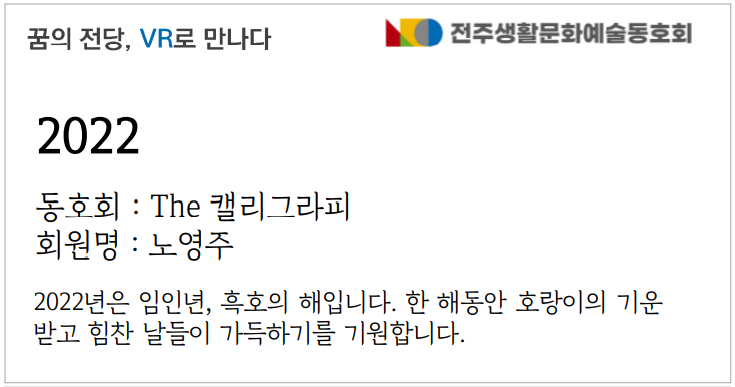 꿈의 전당, VR로 만나다
전주생활문화예술동호회
2022
동호회 : The 캘리그라피
회원명 : 노영주
2022년은 임인년, 흑호의 해입니다. 한 해동안 호랑이의 기운
받고 힘찬 날들이 가득하기를 기원합니다.